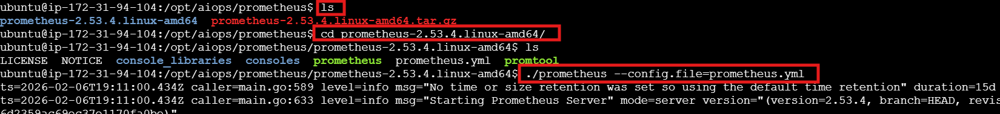 ubuntu@ip-172-31-94-104:/opt/aiops/prometheus$ ls
prometheus-2.53.4.linux-amd64  prometheus-2.53.4.linux-amd64.tar.gz
ubuntu@ip-172-31-94-104:/opt/aiops/prometheus$ cd prometheus-2.53.4.linux-amd64/
ubuntu@ip-172-31-94-104:/opt/aiops/prometheus/prometheus-2.53.4.linux-amd64$ ls
LICENSE  NOTICE  console_libraries  consoles  prometheus  prometheus.yml  promtool
ubuntu@ip-172-31-94-104:/opt/aiops/prometheus/prometheus-2.53.4.linux-amd64$ ./prometheus --config.file=prometheus.yml
ts=2026-02-06T19:11:00.434Z caller=main.go:589 level=info msg="No time or size retention was set so using the default time retention" duration=15d
ts=2026-02-06T19:11:00.434Z caller=main.go:633 level=info msg="Starting Prometheus Server" mode=server version="(version=2.53.4, branch=HEAD, revis